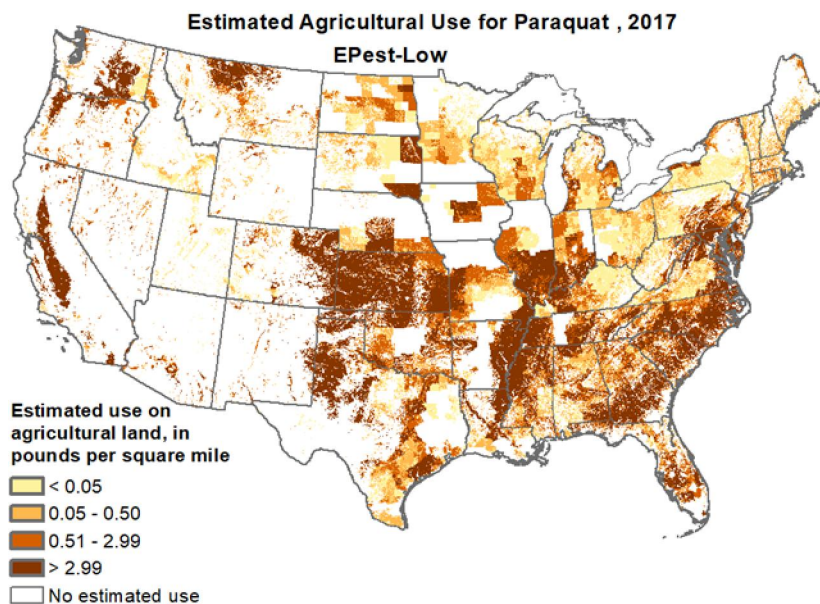 Estimated Agricultural Use for Paraquat , 2017
EPest-Low
Estimated use on
agricultural land, in
pounds per square mile
< 0.05
0.05 - 0.50
0.51 - 2.99
> 2.99
No estimated use